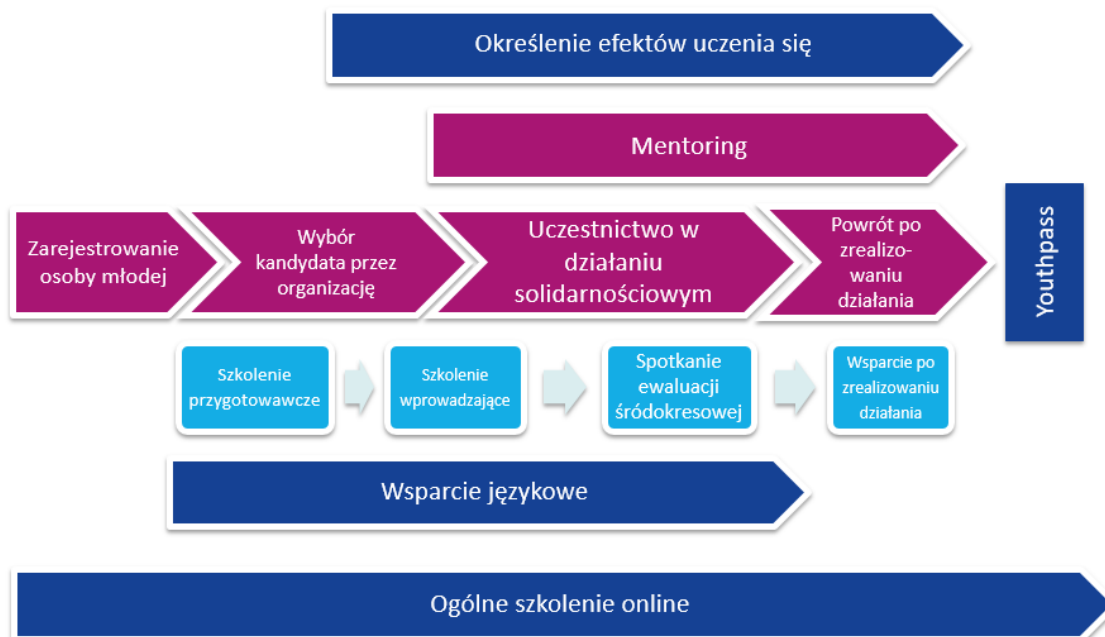 Określenie efektów uczenia się
Mentoring
Zarejestrowanie
osoby młodej
Wybór
kandydata przez
organizację
Uczestnictwo w
działaniu
solidarnościowym
Powrót po
zrealizo-
waniu
działania
Youthpass
Szkolenie
przygotowawcze
Szkolenie
wprowadzające
Spotkanie
ewaluacji
śródokresowej
Wsparcie po
zrealizowaniu
działania
Wsparcie językowe
Ogólne szkolenie online